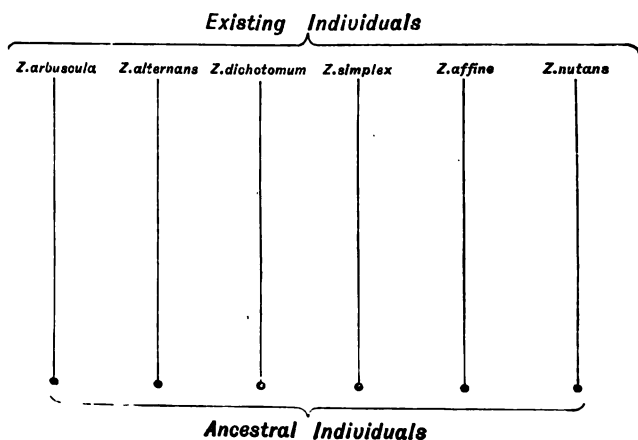 Existing Individuals
Z.arbuscula Z.alternans Z.dichotomum Z.simplex Z.affine Z.nutans
Ancestral Individuals